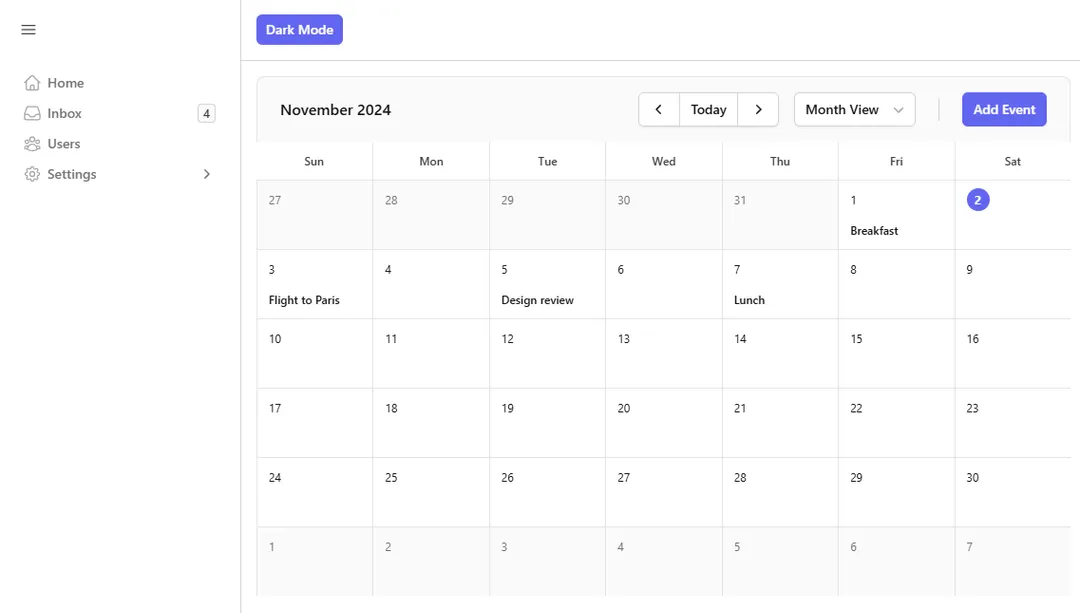 Dark Mode
Home
Inbox 4
Users
Settings
November 2024 Today Month View Add Event
Sun Mon Tue Wed Thu Fri Sat
27 28 29 30 31 1 2
Breakfast
3 4 5 6 7 8 9
Flight to Paris Design review Lunch
10 11 12 13 14 15 16
17 18 19 20 21 22 23
24 25 26 27 28 29 30
1 2 3 4 5 6 7